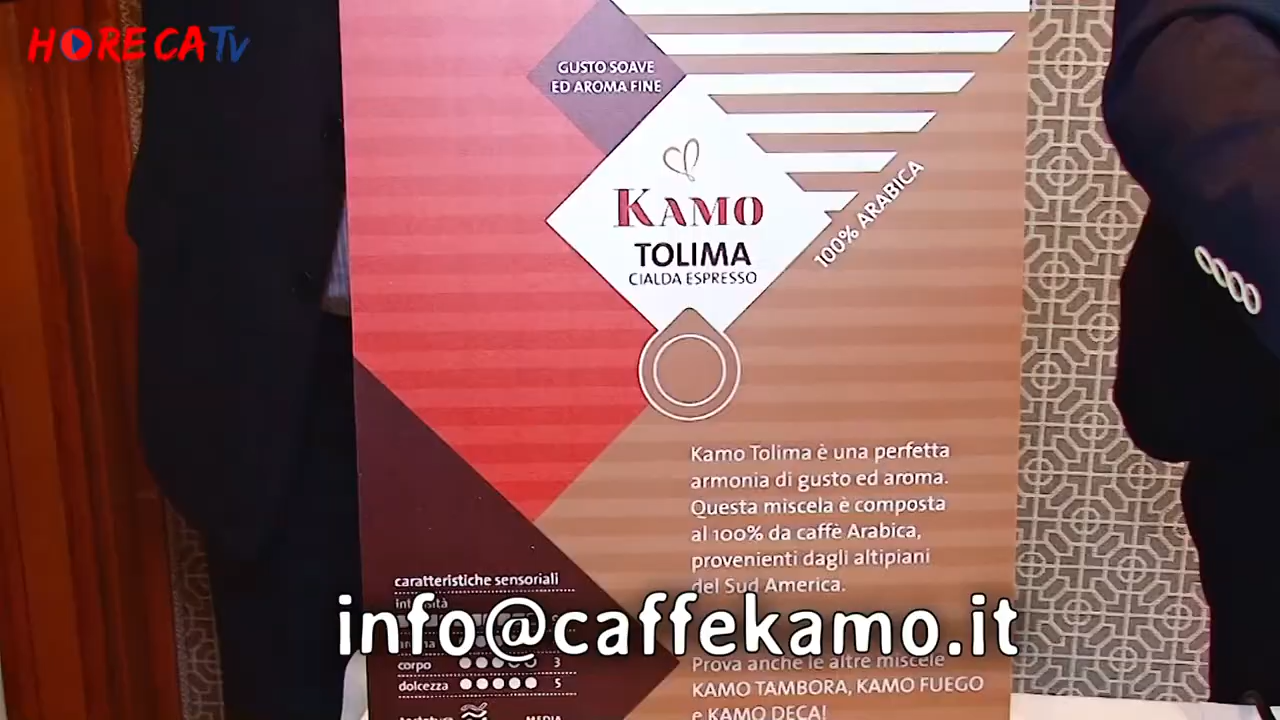 HORECA TV
GUSTO SOAVE
ED AROMA FINE
KAMO
TOLIMA
CIALDA ESPRESSO
100% ARABICA
Kamo Tolima è una perfetta
armonia di gusto ed aroma.
Questa miscela è composta
al 100% da caffè Arabica,
provenienti dagli altipiani
del Sud America.
caratteristiche sensoriali
intensità
info@caffekamo.it
corpo 3
dolcezza 5
MEDIA
Prova anche le altre miscele
KAMO TAMBORA, KAMO FUEGO
e KAMO DECA!